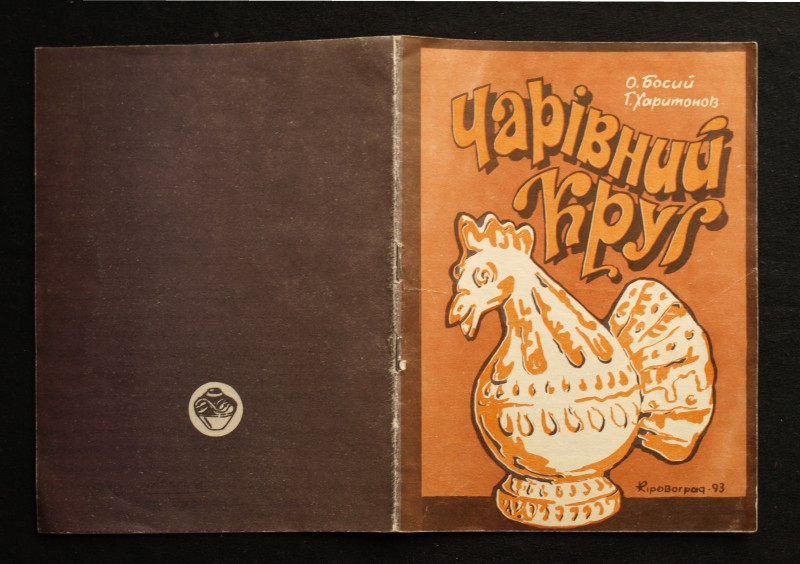 О. Босий
Г. Харитонов
Чарівний
Круг
Кіровоград · 93